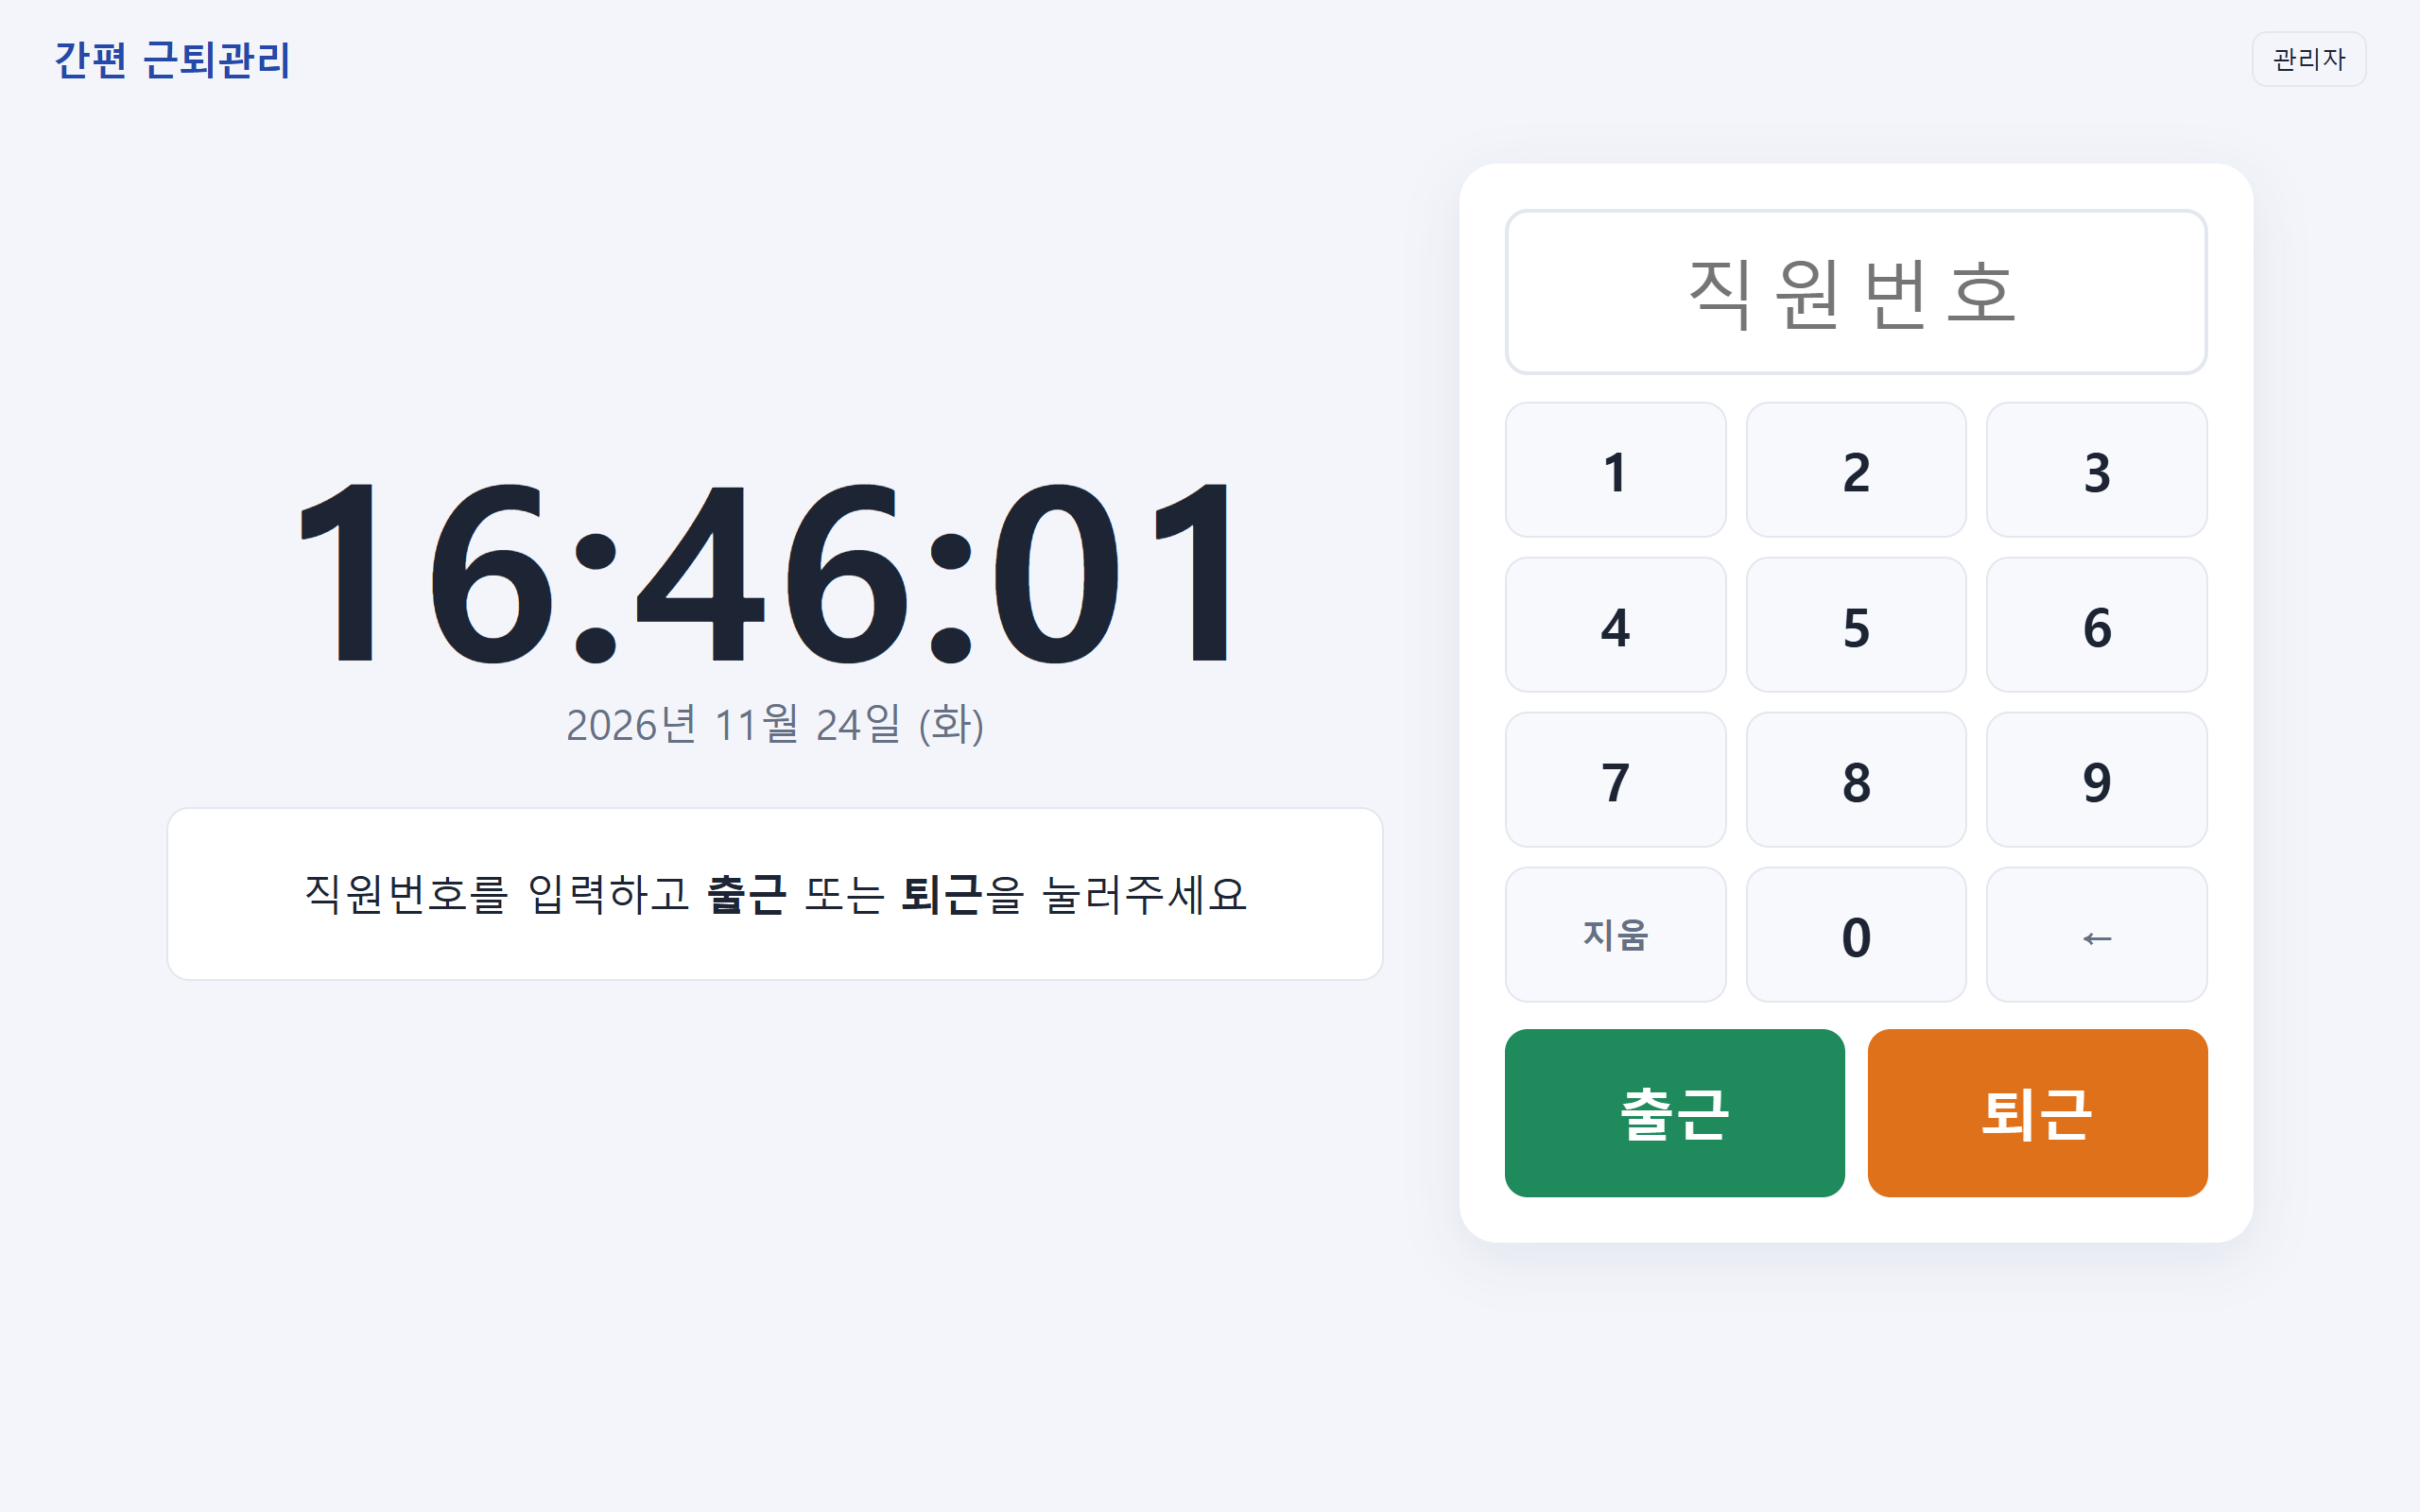 간편 근퇴관리
관리자
16:46:01
2026년 11월 24일 (화)
직원번호를 입력하고 출근 또는 퇴근을 눌러주세요
직원번호
1 2 3
4 5 6
7 8 9
지움 0 ←
출근 퇴근